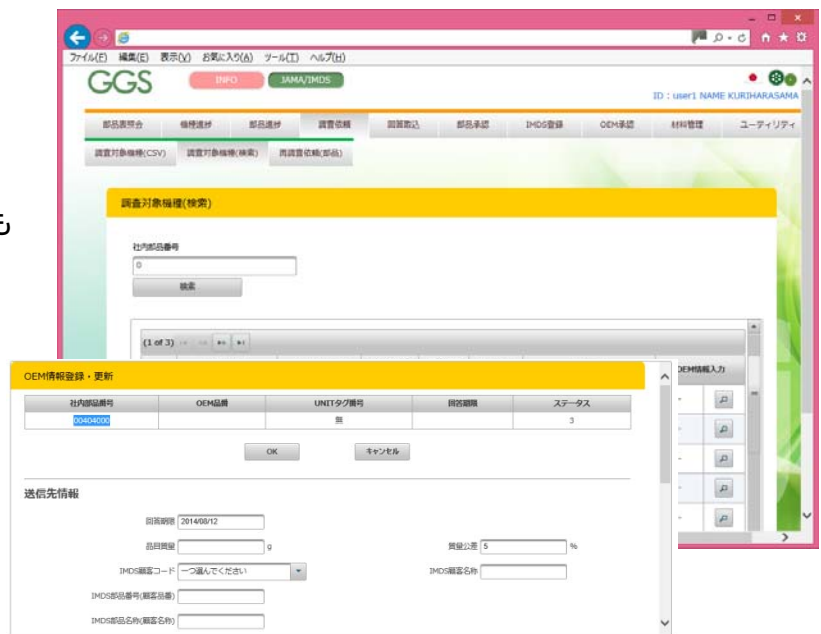 ファイル(F) 編集(E) 表示(V) お気に入り(A) ツール(T) ヘルプ(H)
GGS INFO JAMA/IMDS
ID : user1 NAME KURIHARASAMA
部品表照合 機種進捗 部品進捗 調査依頼 回答取込 部品承認 IMDS登録 OEM承認 材料管理 ユーティリティ
調査対象機種(CSV) 調査対象機種(検索) 再調査依頼(部品)
調査対象機種(検索)
も
社内部品番号
0
検索
(1 of 3)
OEM情報入力
OEM情報登録・更新
社内部品番号 OEM品番 UNITタグ番号 回答期限 ステータス
00404000 無 3
OK キャンセル
送信先情報
回答期限 2014/08/12
品目質量 g 質量公差 5 %
IMDS顧客コード 一つ選んでください IMDS顧客名称
IMDS部品番号(顧客品番)
IMDS部品名称(顧客名称)